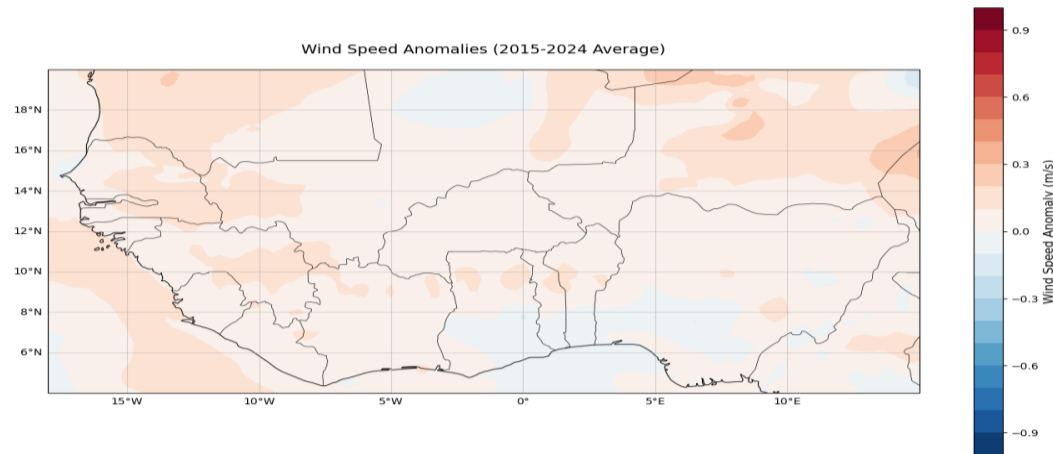 Wind Speed Anomalies (2015-2024 Average)
18°N
16°N
14°N
12°N
10°N
8°N
6°N
15°W
10°W
5°W
0°
5°E
10°E
0.9
0.6
0.3
0.0
−0.3
−0.6
−0.9
Wind Speed Anomaly (m/s)